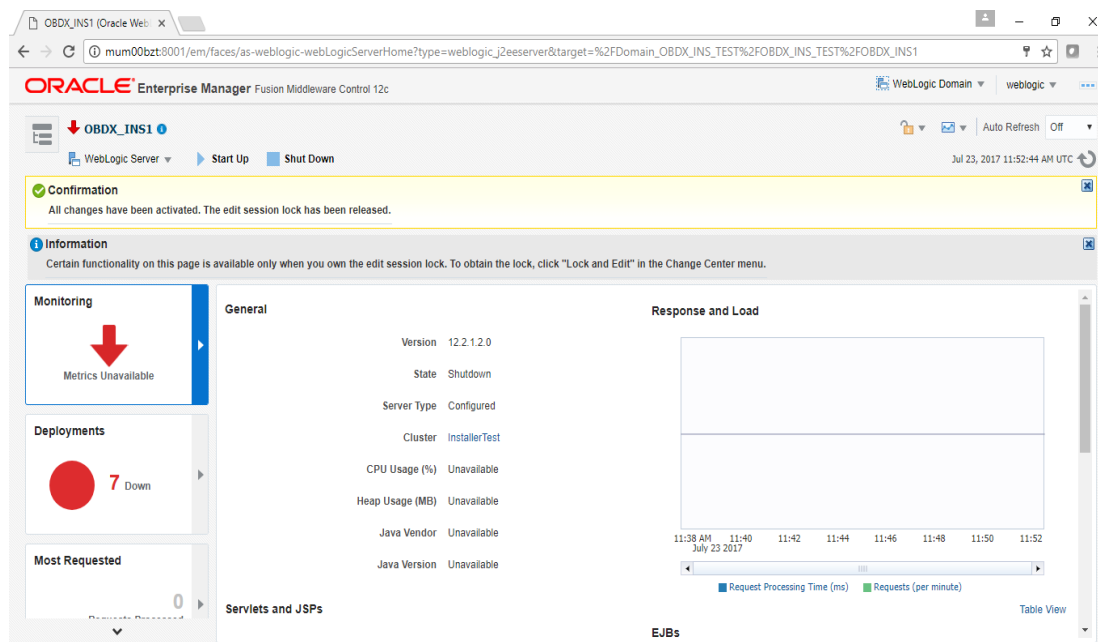 OBDX_INS1 (Oracle Web
mum00bzt:8001/em/faces/as-weblogic-webLogicServerHome?type=weblogic_j2eeserver&target=%2FDomain_OBDX_INS_TEST%2FOBDX_INS_TEST%2FOBDX_INS1
ORACLE Enterprise Manager Fusion Middleware Control 12c
WebLogic Domain
weblogic
OBDX_INS1
Auto Refresh Off
WebLogic Server
Start Up
Shut Down
Jul 23, 2017 11:52:44 AM UTC
Confirmation
All changes have been activated. The edit session lock has been released.
Information
Certain functionality on this page is available only when you own the edit session lock. To obtain the lock, click "Lock and Edit" in the Change Center menu.
Monitoring
Metrics Unavailable
Deployments
7 Down
Most Requested
0
Requests Processed
General
Version 12.2.1.2.0
State Shutdown
Server Type Configured
Cluster InstallerTest
CPU Usage (%) Unavailable
Heap Usage (MB) Unavailable
Java Vendor Unavailable
Java Version Unavailable
Servlets and JSPs
Response and Load
11:38 AM 11:40 11:42 11:44 11:46 11:48 11:50 11:52
July 23 2017
Request Processing Time (ms) Requests (per minute)
Table View
EJBs